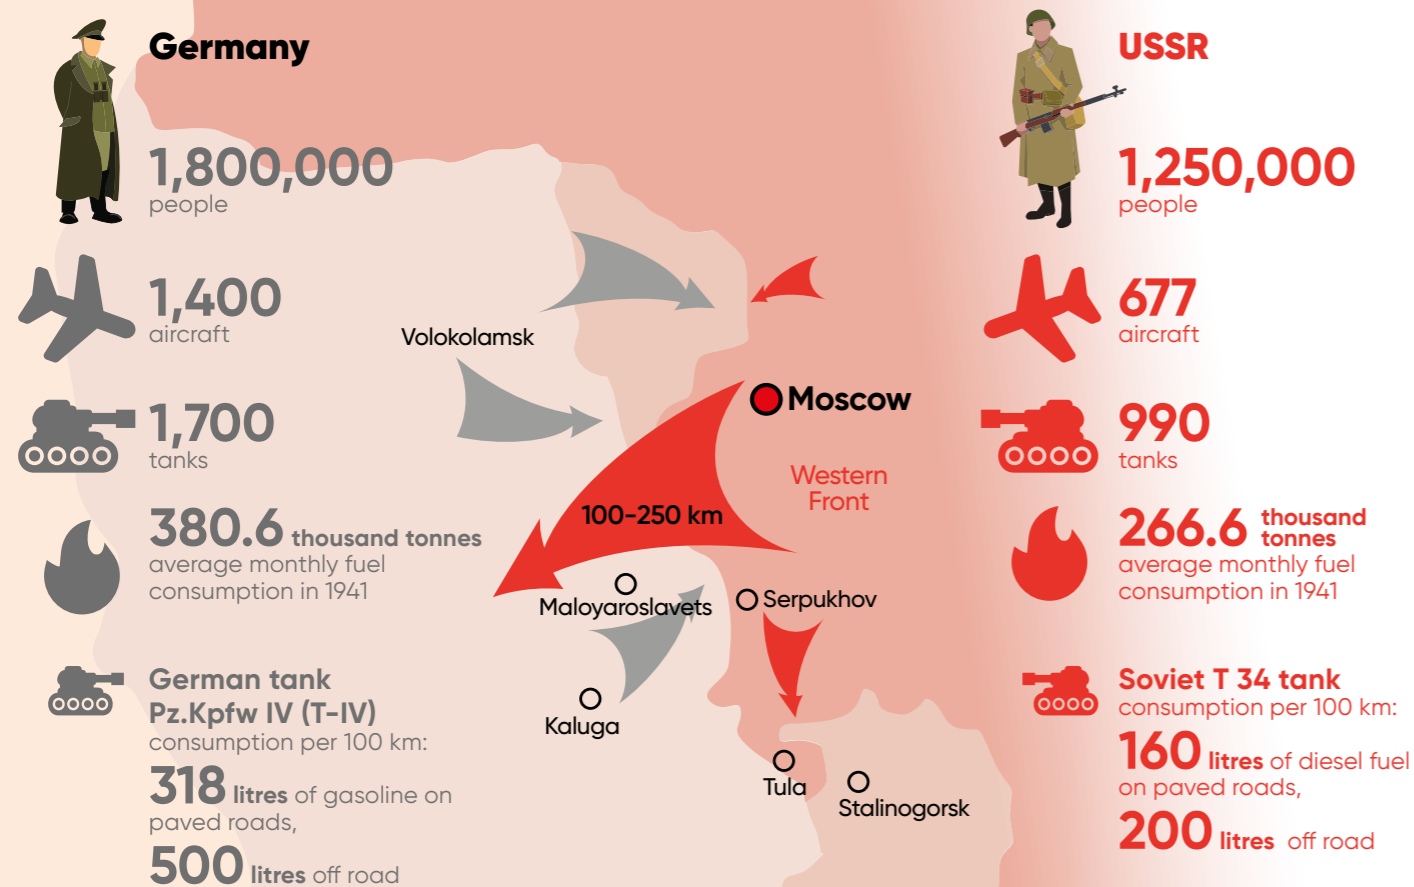 Germany
1,800,000
people
1,400
aircraft
1,700
tanks
380.6 thousand tonnes
average monthly fuel
consumption in 1941
German tank
Pz.Kpfw IV (T-IV)
consumption per 100 km:
318 litres of gasoline on
paved roads,
500 litres off road
Volokolamsk
Moscow
Western
Front
100-250 km
Maloyaroslavets
Serpukhov
Kaluga
Tula
Stalinogorsk
USSR
1,250,000
people
677
aircraft
990
tanks
266.6 thousand
tonnes
average monthly fuel
consumption in 1941
Soviet T 34 tank
consumption per 100 km:
160 litres of diesel fuel
on paved roads,
200 litres off road